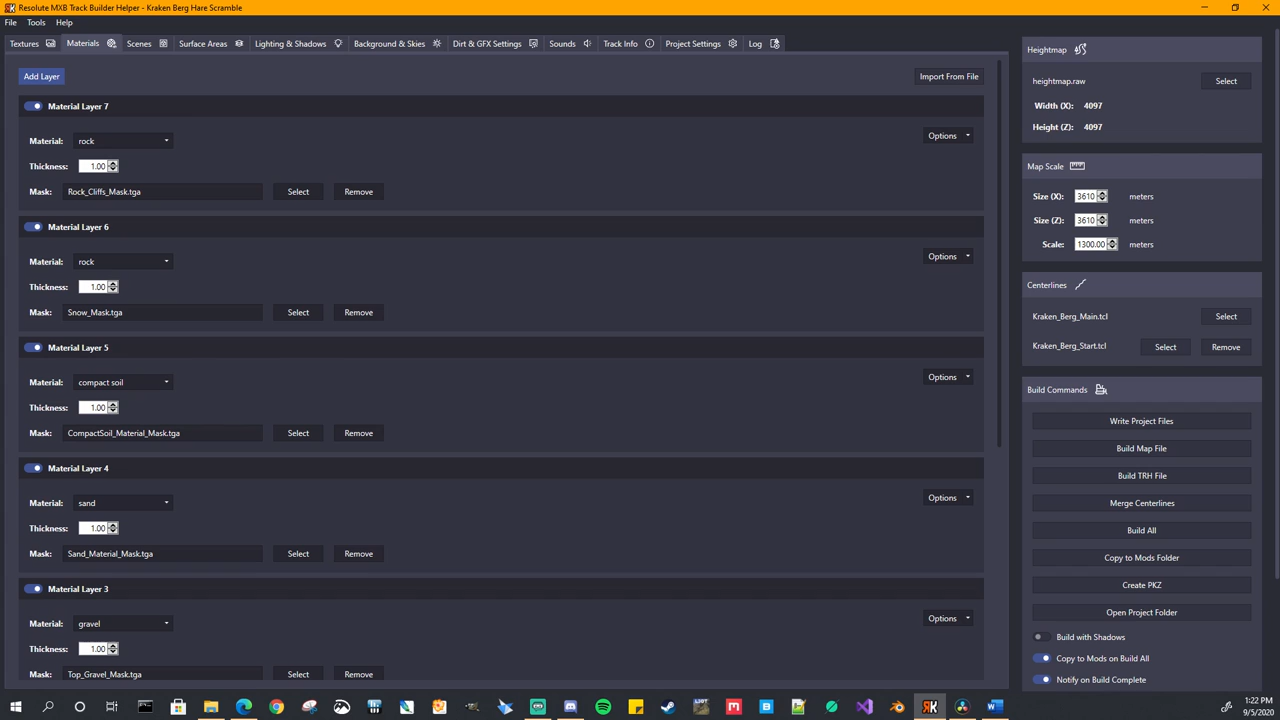 Resolute MXB Track Builder Helper - Kraken Berg Hare Scramble
File Tools Help
Textures Materials Scenes Surface Areas Lighting & Shadows Background & Skies Dirt & GFX Settings Sounds Track Info Project Settings Log
Add Layer Import From File
Material Layer 7
Material: rock Options
Thickness: 1.00
Mask: Rock_Cliffs_Mask.tga Select Remove
Material Layer 6
Material: rock Options
Thickness: 1.00
Mask: Snow_Mask.tga Select Remove
Material Layer 5
Material: compact soil Options
Thickness: 1.00
Mask: CompactSoil_Material_Mask.tga Select Remove
Material Layer 4
Material: sand Options
Thickness: 1.00
Mask: Sand_Material_Mask.tga Select Remove
Material Layer 3
Material: gravel Options
Thickness: 1.00
Mask: Top_Gravel_Mask.tga Select Remove
Heightmap
heightmap.raw Select
Width (X): 4097
Height (Z): 4097
Map Scale
Size (X): 3610 meters
Size (Z): 3610 meters
Scale: 1300.00 meters
Centerlines
Kraken_Berg_Main.tcl Select
Kraken_Berg_Start.tcl Select Remove
Build Commands
Write Project Files
Build Map File
Build TRH File
Merge Centerlines
Build All
Copy to Mods Folder
Create PKZ
Open Project Folder
Build with Shadows
Copy to Mods on Build All
Notify on Build Complete
1:22 PM
9/5/2020